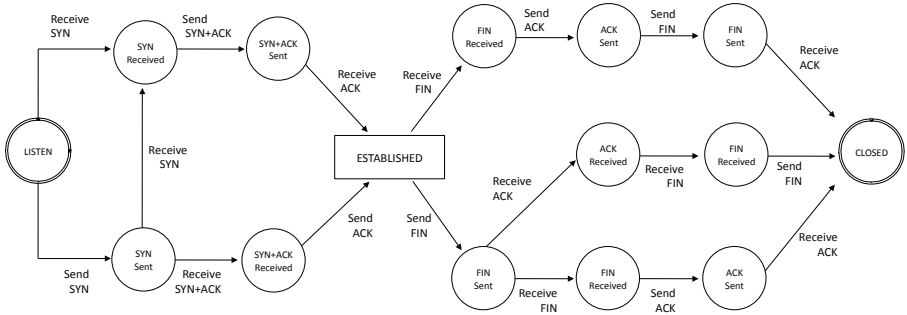 Receive
SYN
SYN
Received
Send
SYN+ACK
SYN+ACK
Sent
Receive
ACK
LISTEN
Receive
SYN
Send
SYN
SYN
Sent
Receive
SYN+ACK
SYN+ACK
Received
Send
ACK
ESTABLISHED
Receive
FIN
FIN
Received
Send
ACK
ACK
Sent
Send
FIN
FIN
Sent
Receive
ACK
Send
FIN
FIN
Sent
Receive
ACK
ACK
Received
Receive
FIN
FIN
Received
Send
FIN
CLOSED
Receive
FIN
FIN
Received
Send
ACK
ACK
Sent
Receive
ACK